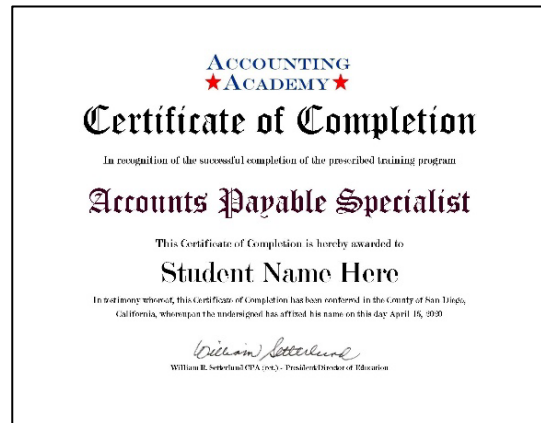 ACCOUNTING
★ACADEMY★
Certificate of Completion
In recognition of the successful completion of the prescribed training program
Accounts Payable Specialist
This Certificate of Completion is hereby awarded to
Student Name Here
In testimony whereof, this Certificate of Completion has been conferred in the County of San Diego,
California, whereupon the undersigned has affixed his name on this day April 15, 2020
William Setterlund
William R. Setterlund CPA (ret.) - President/Director of Education